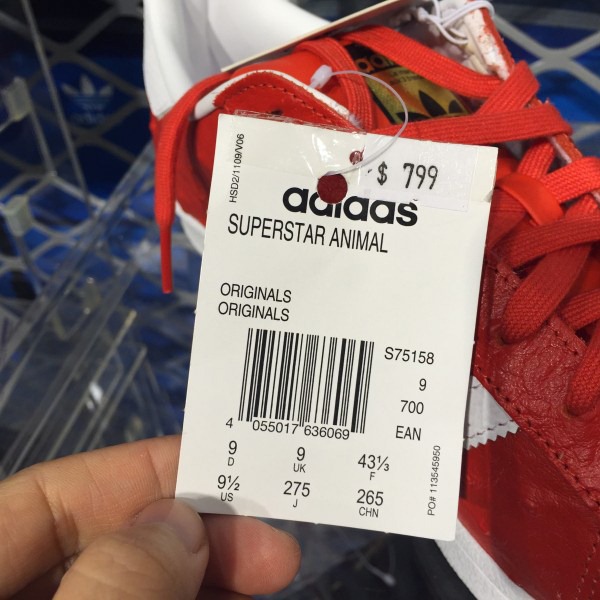 adidas
HSD2/1109/V06
$ 799
adidas
SUPERSTAR ANIMAL
ORIGINALS
ORIGINALS
S75158
9
700
EAN
4 055017 636069
9 9 43⅓
D UK F
9½ 275 265
US J CHN
PO# 113545950